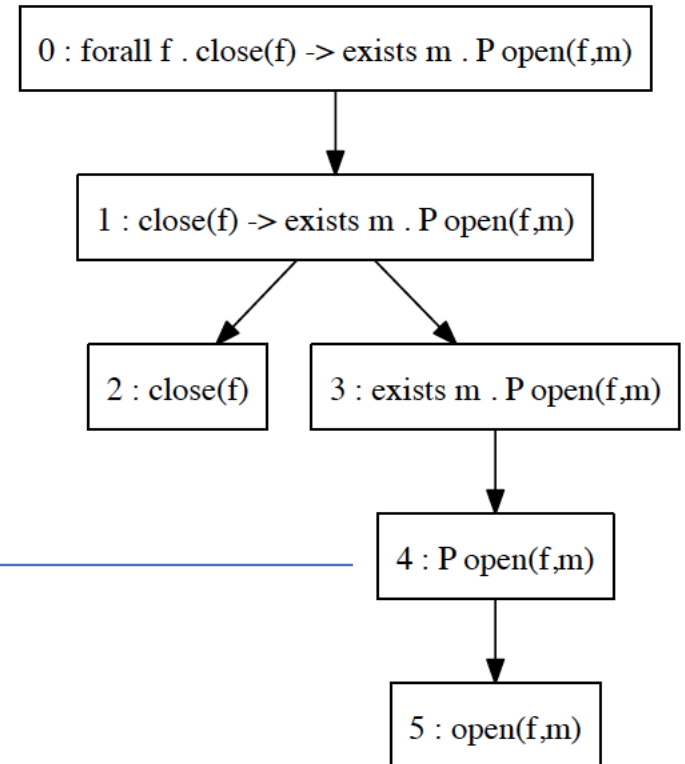 0 : forall f . close(f) -> exists m . P open(f,m)
1 : close(f) -> exists m . P open(f,m)
2 : close(f)
3 : exists m . P open(f,m)
4 : P open(f,m)
5 : open(f,m)